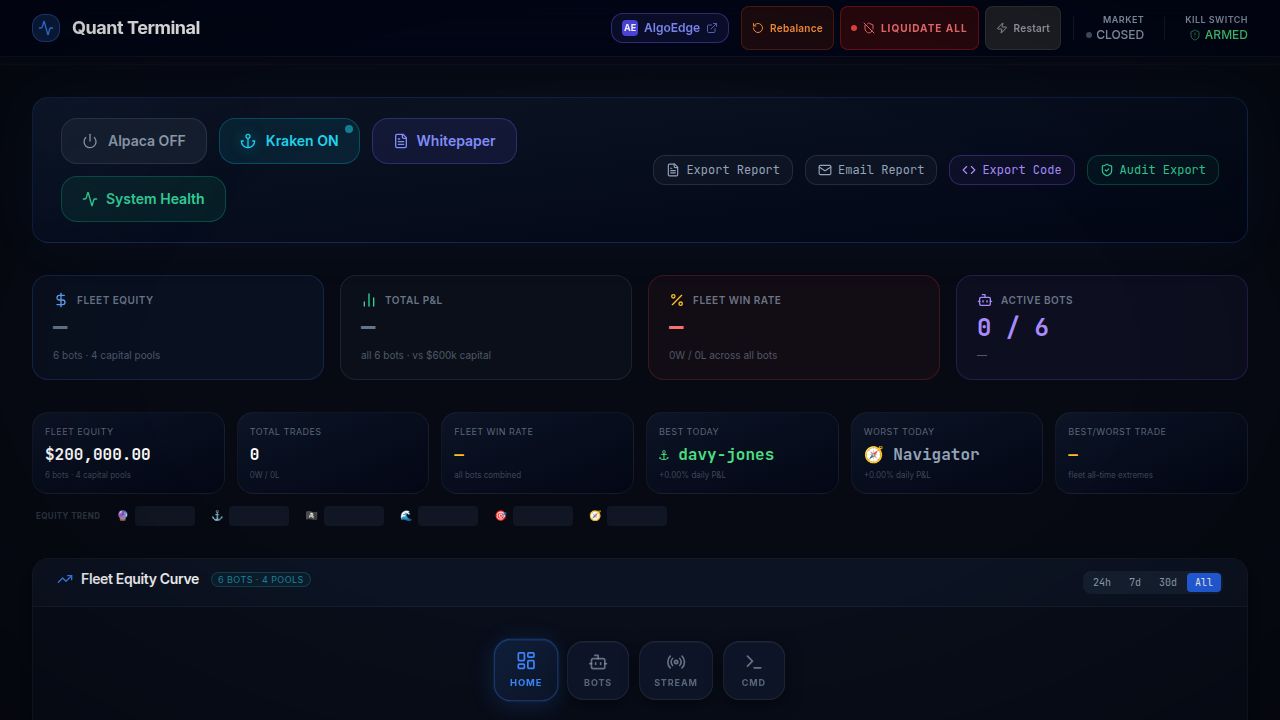 Quant Terminal
AE AlgoEdge
Rebalance
LIQUIDATE ALL
Restart
MARKET
CLOSED
KILL SWITCH
ARMED
Alpaca OFF
Kraken ON
Whitepaper
System Health
Export Report
Email Report
Export Code
Audit Export
FLEET EQUITY
—
6 bots · 4 capital pools
TOTAL P&L
—
all 6 bots · vs $600k capital
FLEET WIN RATE
—
0W / 0L across all bots
ACTIVE BOTS
0 / 6
—
FLEET EQUITY
$200,000.00
6 bots · 4 capital pools
TOTAL TRADES
0
0W / 0L
FLEET WIN RATE
—
all bots combined
BEST TODAY
⚓ davy-jones
+0.00% daily P&L
WORST TODAY
🧭 Navigator
+0.00% daily P&L
BEST/WORST TRADE
—
fleet all-time extremes
EQUITY TREND
Fleet Equity Curve
6 BOTS · 4 POOLS
24h 7d 30d All
HOME
BOTS
STREAM
CMD